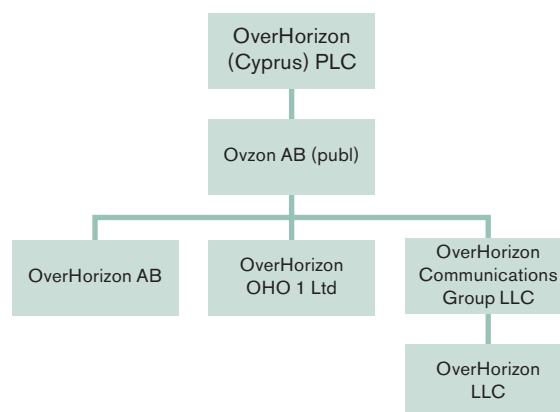 OverHorizon
(Cyprus) PLC
Ovzon AB (publ)
OverHorizon AB
OverHorizon
OHO 1 Ltd
OverHorizon
Communications
Group LLC
OverHorizon
LLC